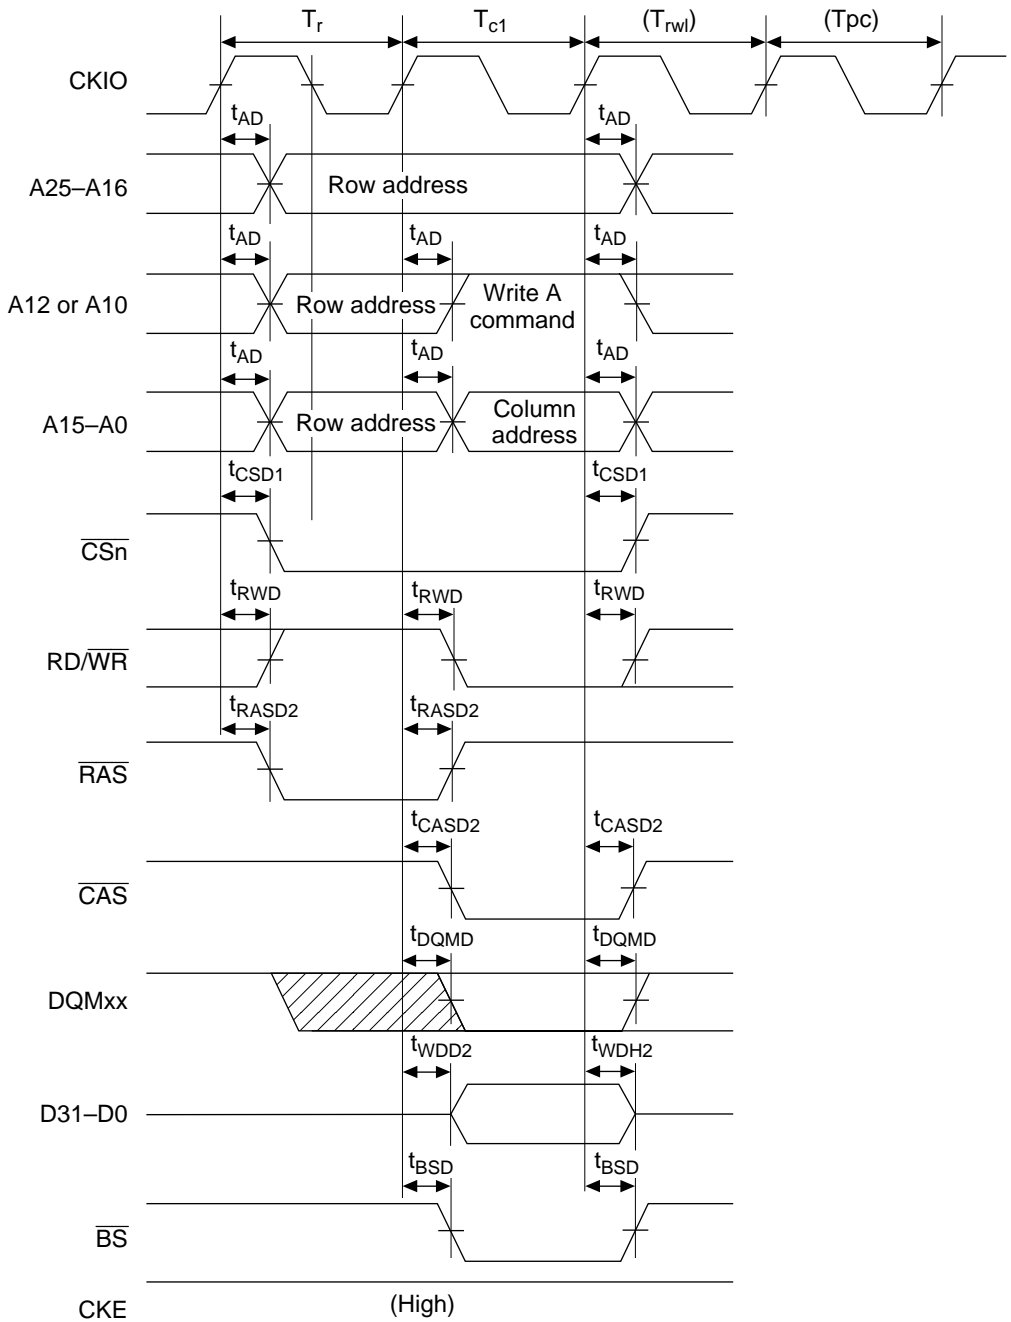 Tr Tc1 (Trwl) (Tpc)
CKIO
tAD tAD
A25–A16 Row address
tAD tAD tAD
A12 or A10 Row address Write A command
tAD tAD tAD
A15–A0 Row address Column address
tCSD1 tCSD1
CSn
tRWD tRWD tRWD
RD/WR
tRASD2 tRASD2
RAS
tCASD2 tCASD2
CAS
tDQMD tDQMD
DQMxx
tWDD2 tWDH2
D31–D0
tBSD tBSD
BS
CKE (High)